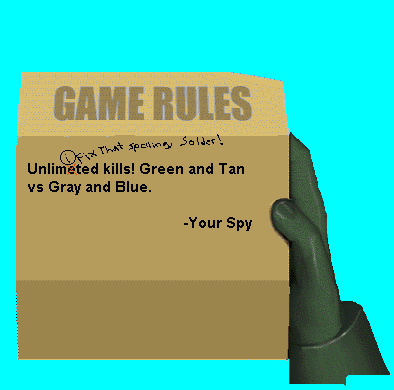 GAME RULES
i Fix That spelling, Solder!
Unlimeted kills! Green and Tan
vs Gray and Blue.
-Your Spy